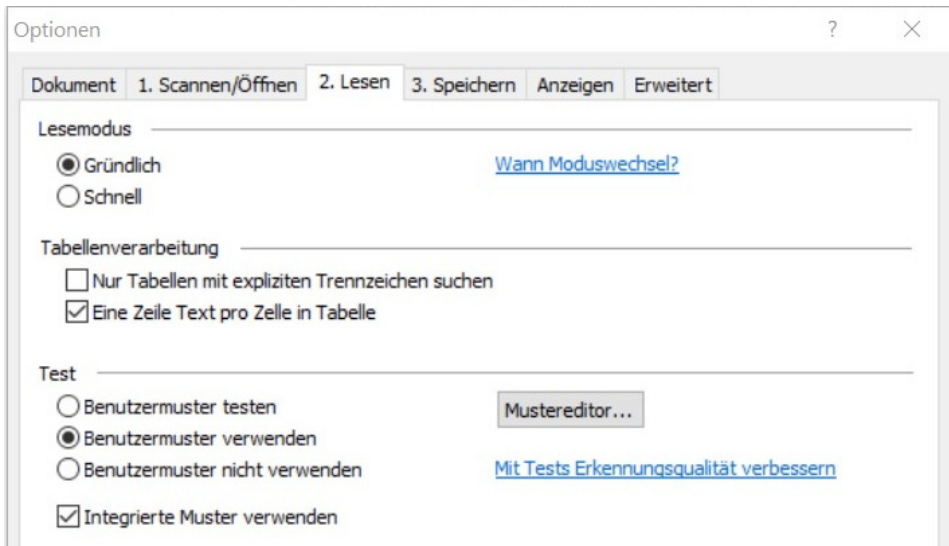 Optionen ?
Dokument 1. Scannen/Öffnen 2. Lesen 3. Speichern Anzeigen Erweitert
Lesemodus
Gründlich Wann Moduswechsel?
Schnell
Tabellenverarbeitung
Nur Tabellen mit expliziten Trennzeichen suchen
Eine Zeile Text pro Zelle in Tabelle
Test
Benutzermuster testen Mustereditor...
Benutzermuster verwenden
Benutzermuster nicht verwenden Mit Tests Erkennungsqualität verbessern
Integrierte Muster verwenden